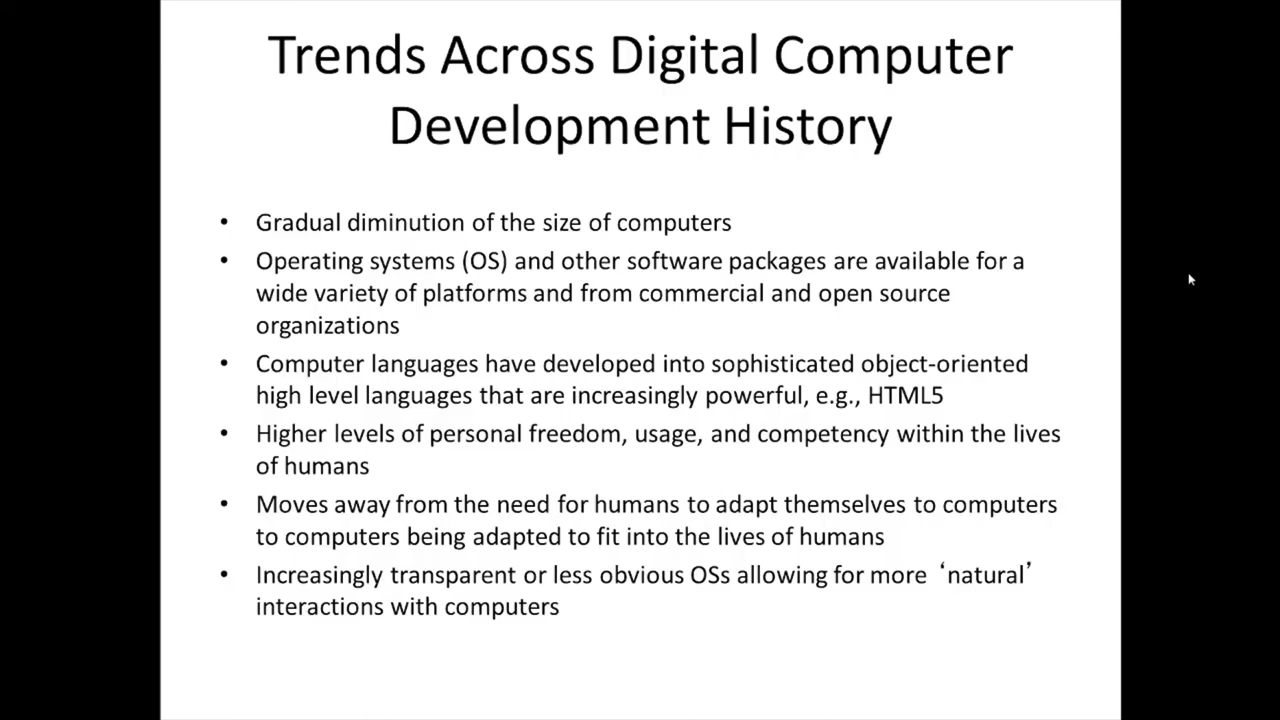 Trends Across Digital Computer
Development History
• Gradual diminution of the size of computers
• Operating systems (OS) and other software packages are available for a
wide variety of platforms and from commercial and open source
organizations
• Computer languages have developed into sophisticated object-oriented
high level languages that are increasingly powerful, e.g., HTML5
• Higher levels of personal freedom, usage, and competency within the lives
of humans
• Moves away from the need for humans to adapt themselves to computers
to computers being adapted to fit into the lives of humans
• Increasingly transparent or less obvious OSs allowing for more ‘natural’
interactions with computers